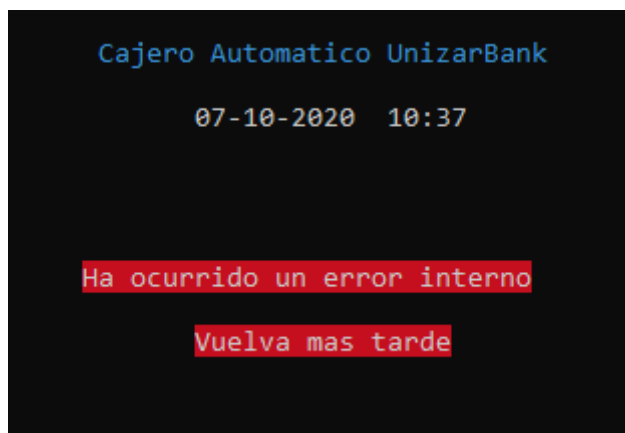 Cajero Automatico UnizarBank
07-10-2020  10:37
Ha ocurrido un error interno
Vuelva mas tarde